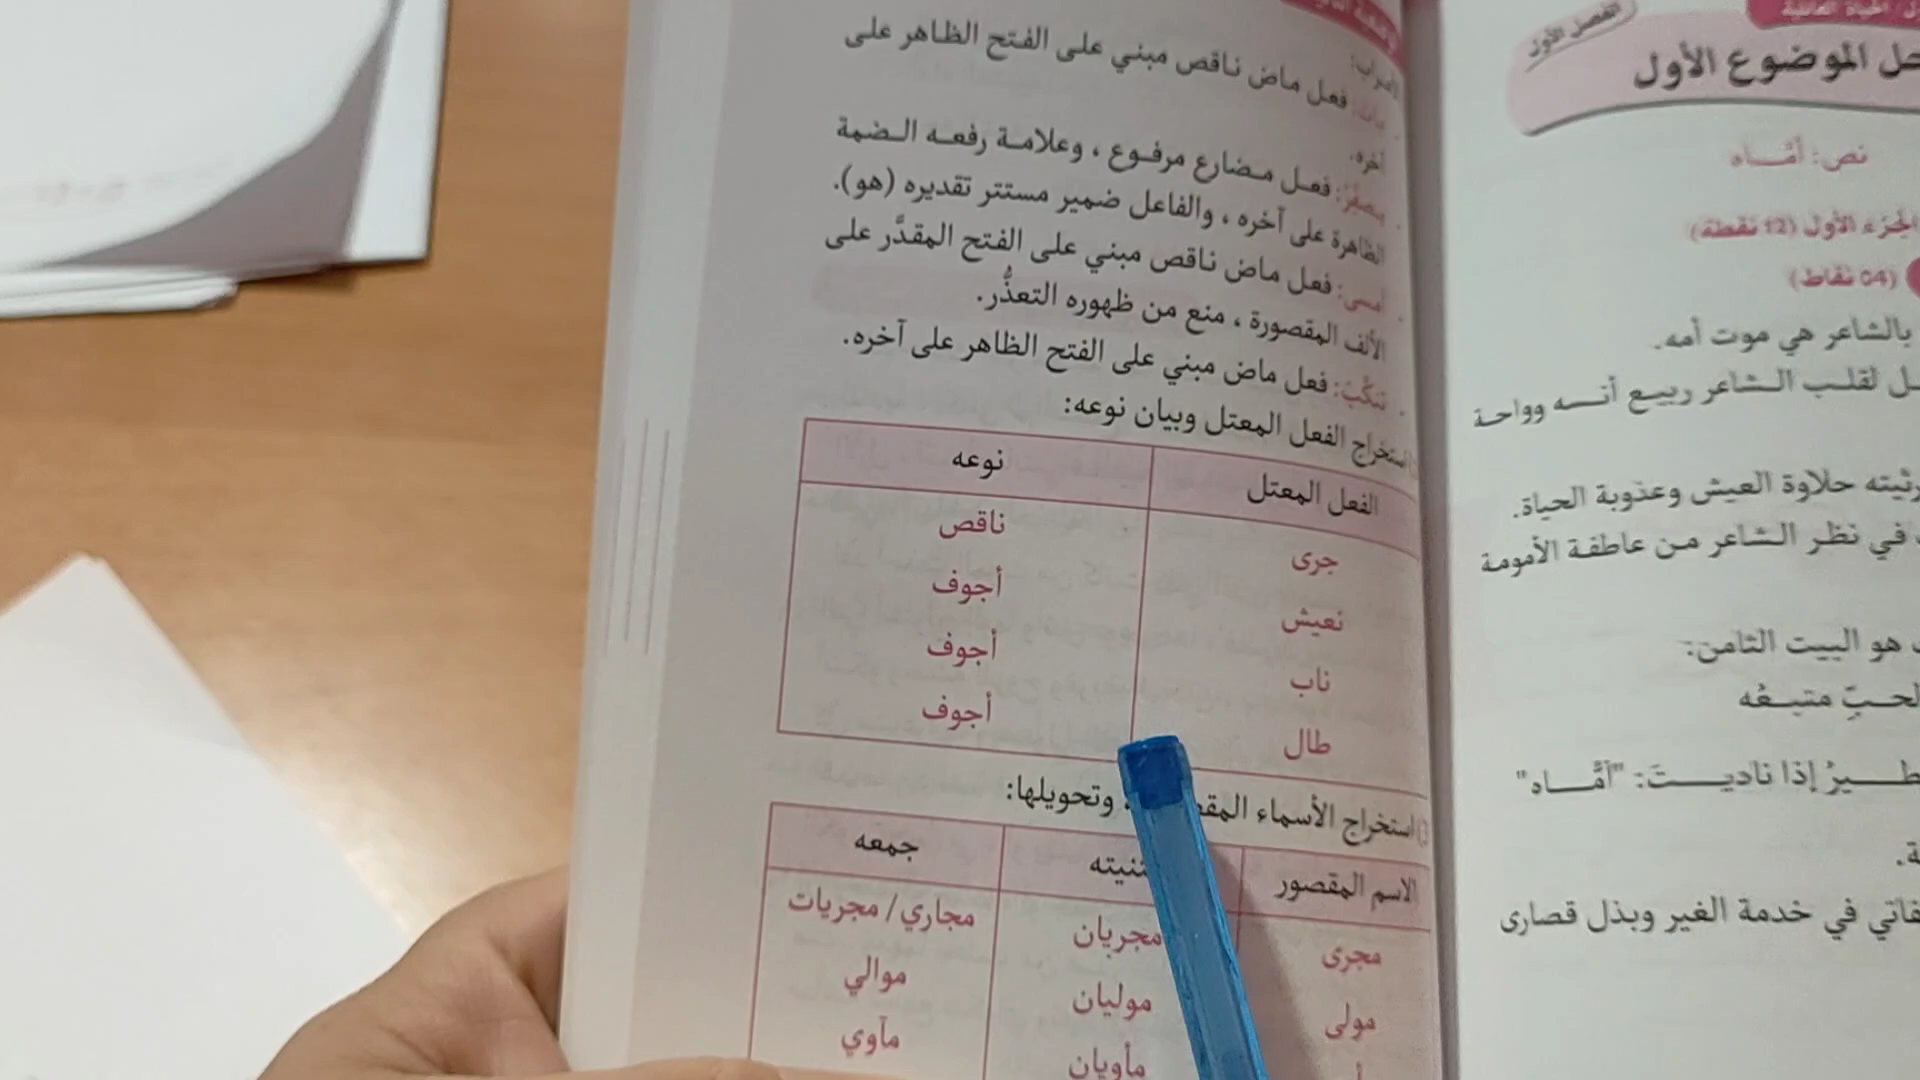 فعل ماض ناقص مبني على الفتح الظاهر على
آخره.
فعل مضارع مرفوع، وعلامة رفعه الضمة
الظاهرة على آخره، والفاعل ضمير مستتر تقديره (هو).
أمسى: فعل ماض ناقص مبني على الفتح المقدَّر على
الألف المقصورة، منع من ظهوره التعذُّر.
تنكّبَ: فعل ماض مبني على الفتح الظاهر على آخره.
استخراج الفعل المعتل وبيان نوعه:
الفعل المعتل نوعه
جرى ناقص
نعيش أجوف
ناب أجوف
طال أجوف
استخراج الأسماء وتحويلها:
الاسم المقصور تثنيته جمعه
مجرى مجريان مجاري/مجريات
مولى موليان موالي
مأويان مآوي
الفصل الأول
الموضوع الأول
نص: أمّاه
الجزء الأول (12 نقطة)
(04 نقاط)
بالشاعر هي موت أمه.
لقلب الشاعر ربيع أنسه وواحة
حلاوة العيش وعذوبة الحياة.
في نظر الشاعر من عاطفة الأمومة
هو البيت الثامن:
متبعُه
إذا ناديتَ: "أمَّاه"
في خدمة الغير وبذل قصارى